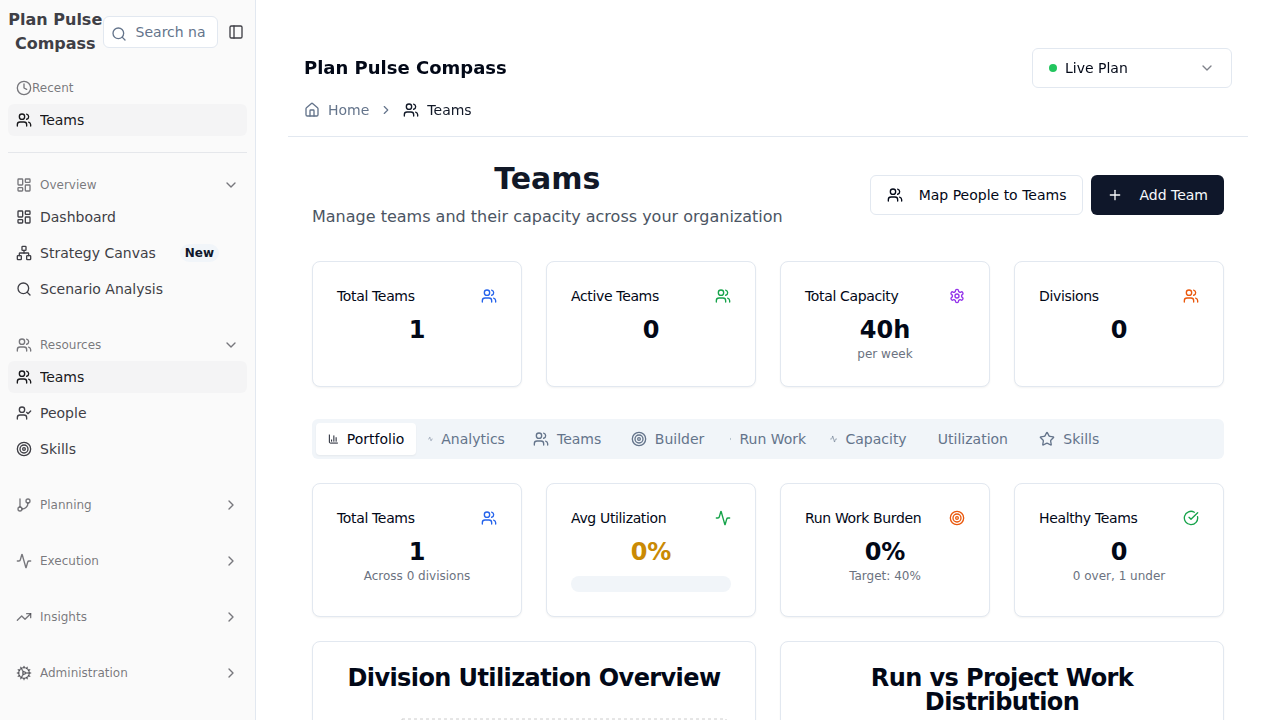 Plan Pulse
Compass
Search na
Recent
Teams
Overview
Dashboard
Strategy Canvas New
Scenario Analysis
Resources
Teams
People
Skills
Planning
Execution
Insights
Administration
Plan Pulse Compass
Live Plan
Home Teams
Teams
Manage teams and their capacity across your organization
Map People to Teams
Add Team
Total Teams
1
Active Teams
0
Total Capacity
40h
per week
Divisions
0
Portfolio Analytics Teams Builder Run Work Capacity Utilization Skills
Total Teams
1
Across 0 divisions
Avg Utilization
0%
Run Work Burden
0%
Target: 40%
Healthy Teams
0
0 over, 1 under
Division Utilization Overview
Run vs Project Work
Distribution